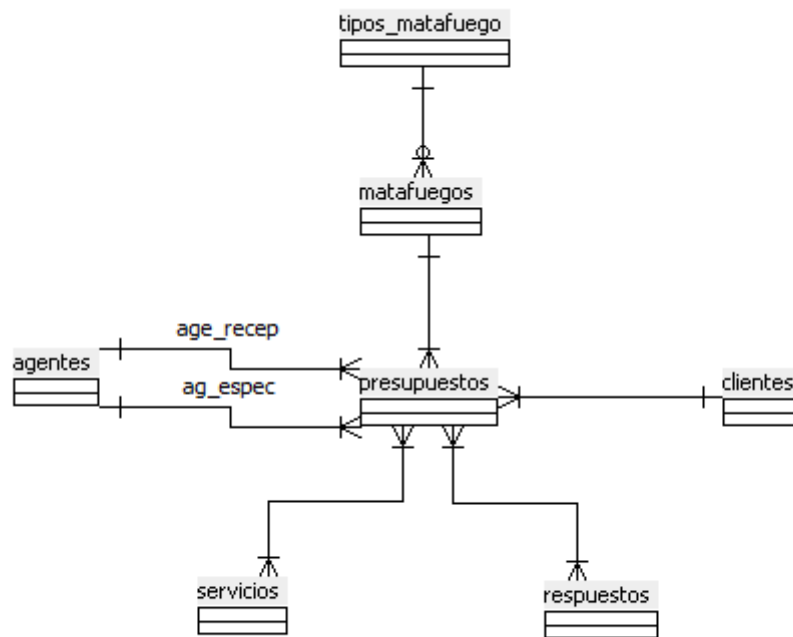 tipos_matafuego
matafuegos
age_recep
agentes
ag_espec
presupuestos
clientes
servicios
respuestos